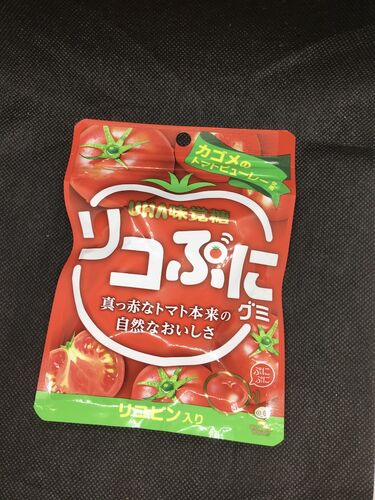 カゴメの
トマトピューレー
UHA味覚糖
リコぷに
グミ
真っ赤なトマト本来の
自然なおいしさ
ぷに
ぷに
リコピン入り